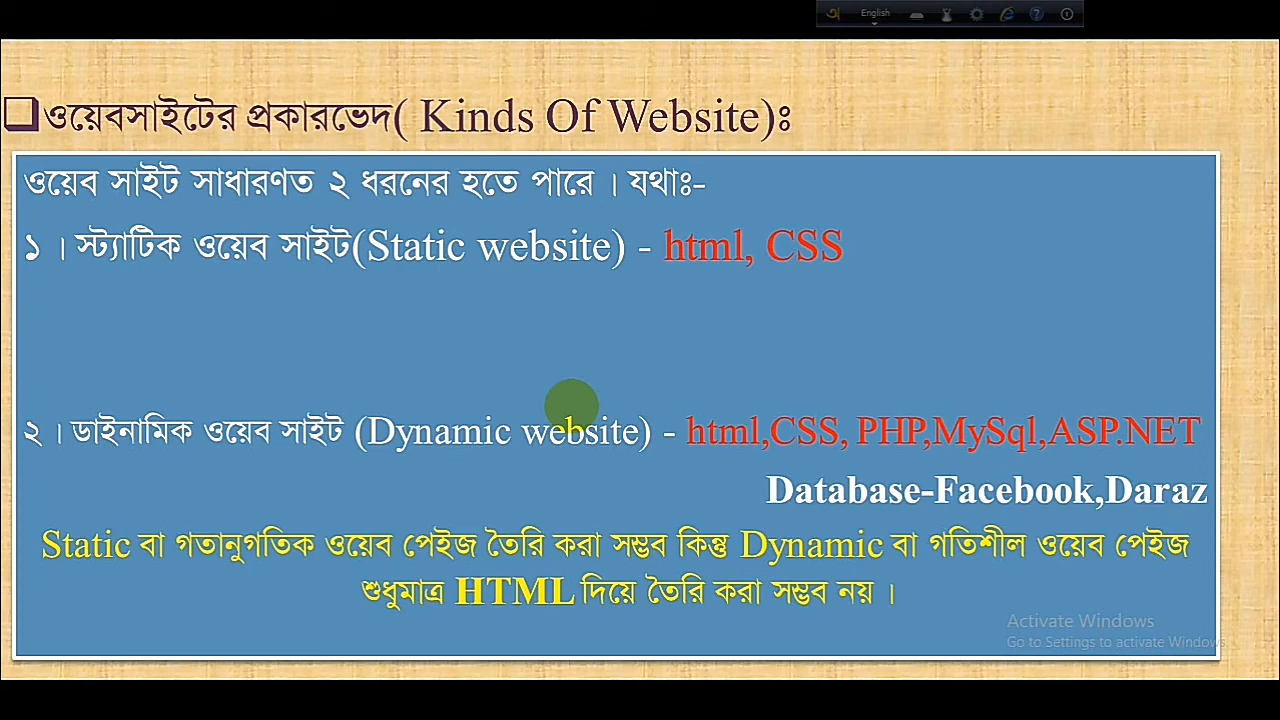 English
ওয়েবসাইটের প্রকারভেদ( Kinds Of Website)ঃ
ওয়েব সাইট সাধারণত ২ ধরনের হতে পারে । যথাঃ-
১ । স্ট্যাটিক ওয়েব সাইট(Static website) - html, CSS
২ । ডাইনামিক ওয়েব সাইট (Dynamic website) - html,CSS, PHP,MySql,ASP.NET
Database-Facebook,Daraz
Static বা গতানুগতিক ওয়েব পেইজ তৈরি করা সম্ভব কিন্তু Dynamic বা গতিশীল ওয়েব পেইজ
শুধুমাত্র HTML দিয়ে তৈরি করা সম্ভব নয় ।
Activate Windows
Go to Settings to activate Windows.